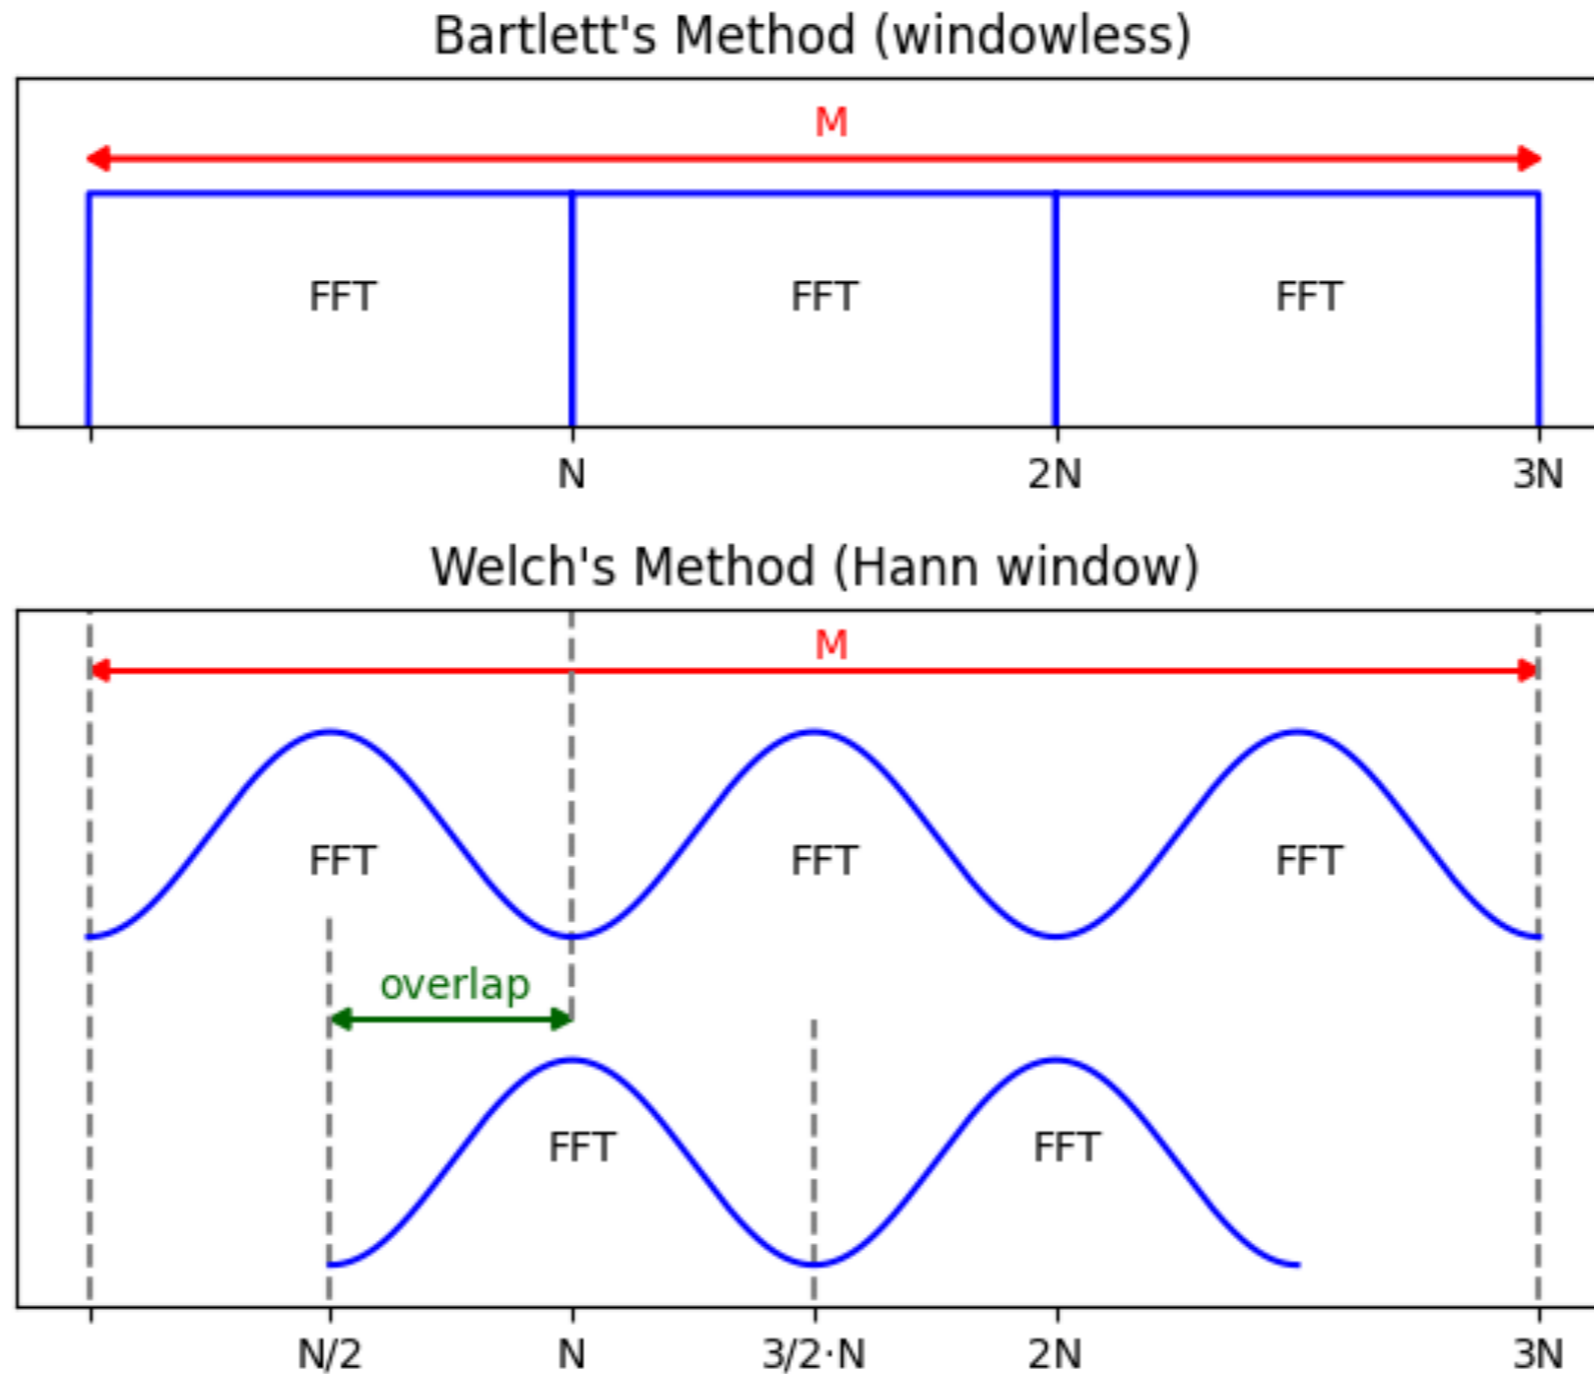 Bartlett's Method (windowless)
M
FFT FFT FFT
N 2N 3N
Welch's Method (Hann window)
M
FFT FFT FFT
overlap
FFT FFT
N/2 N 3/2·N 2N 3N